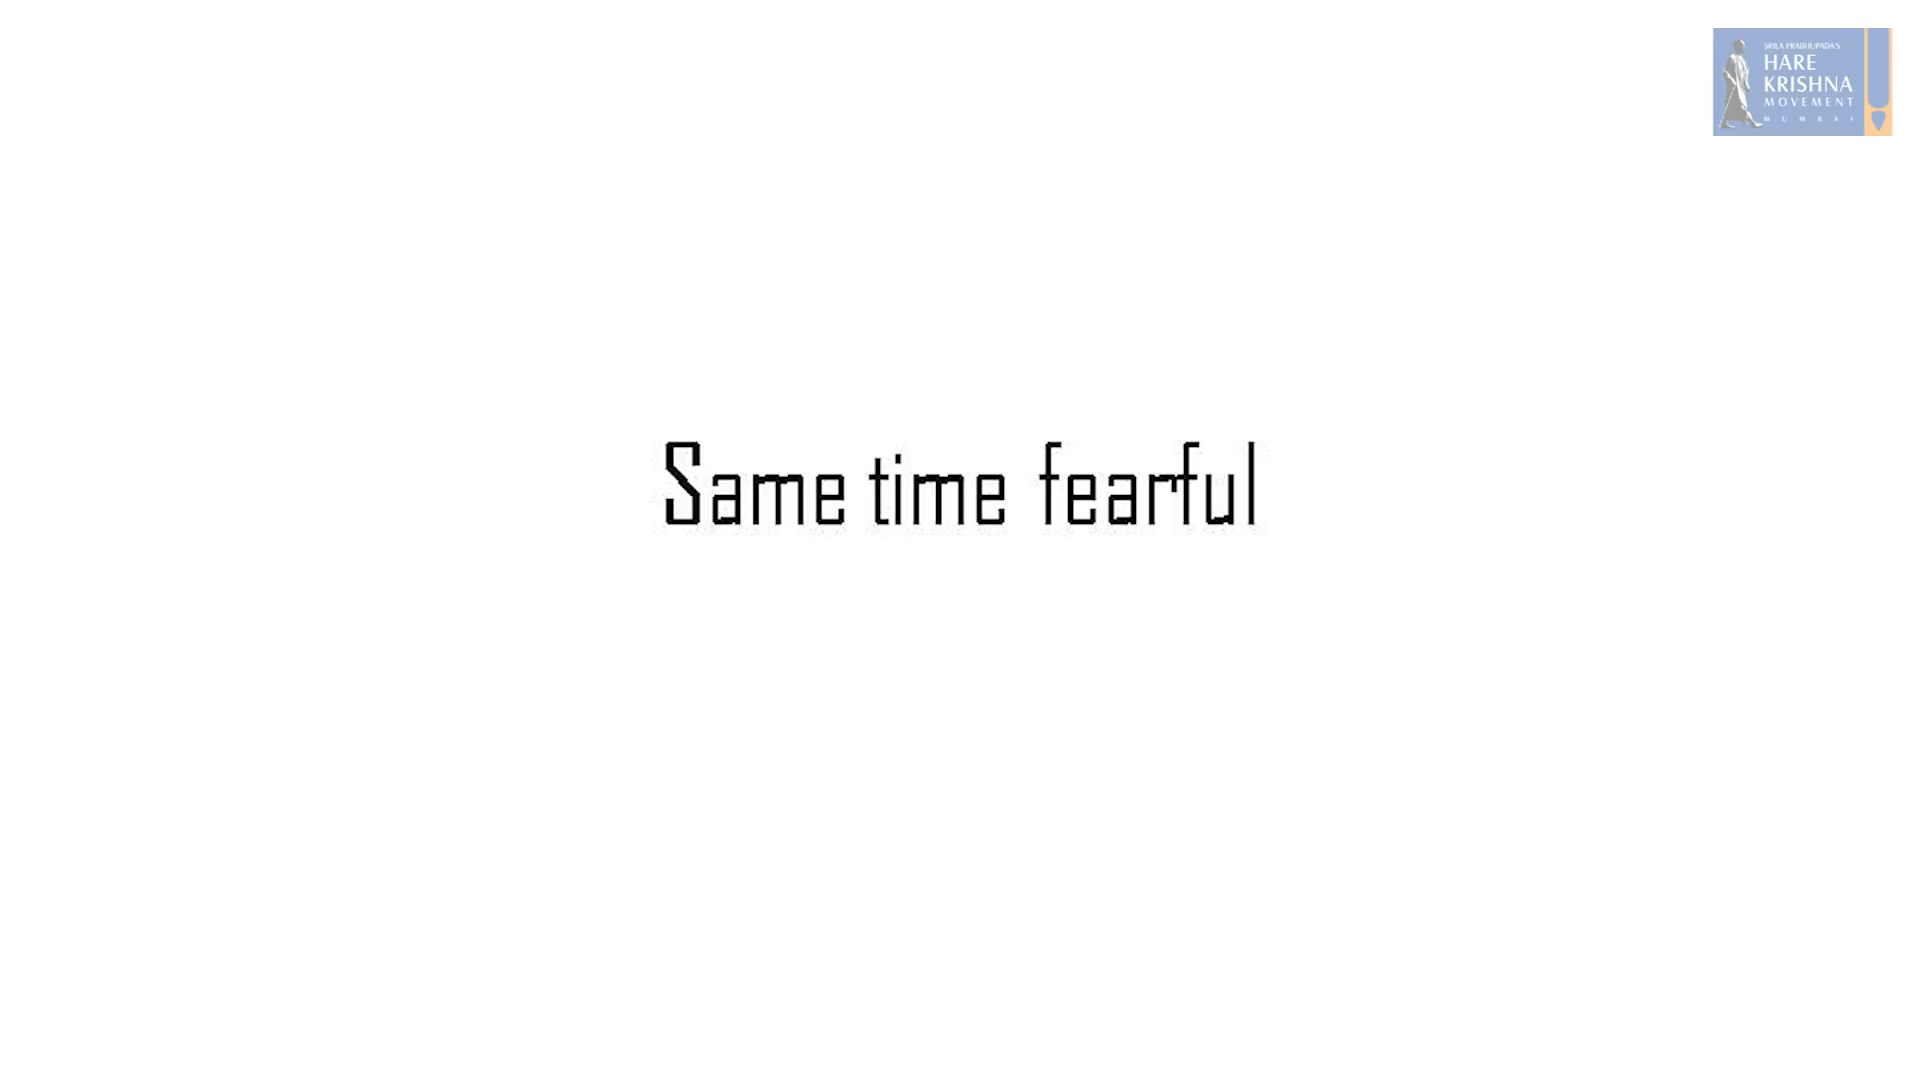 SRILA PRABHUPADA'S
HARE
KRISHNA
MOVEMENT
MUMBAI
Same time fearful